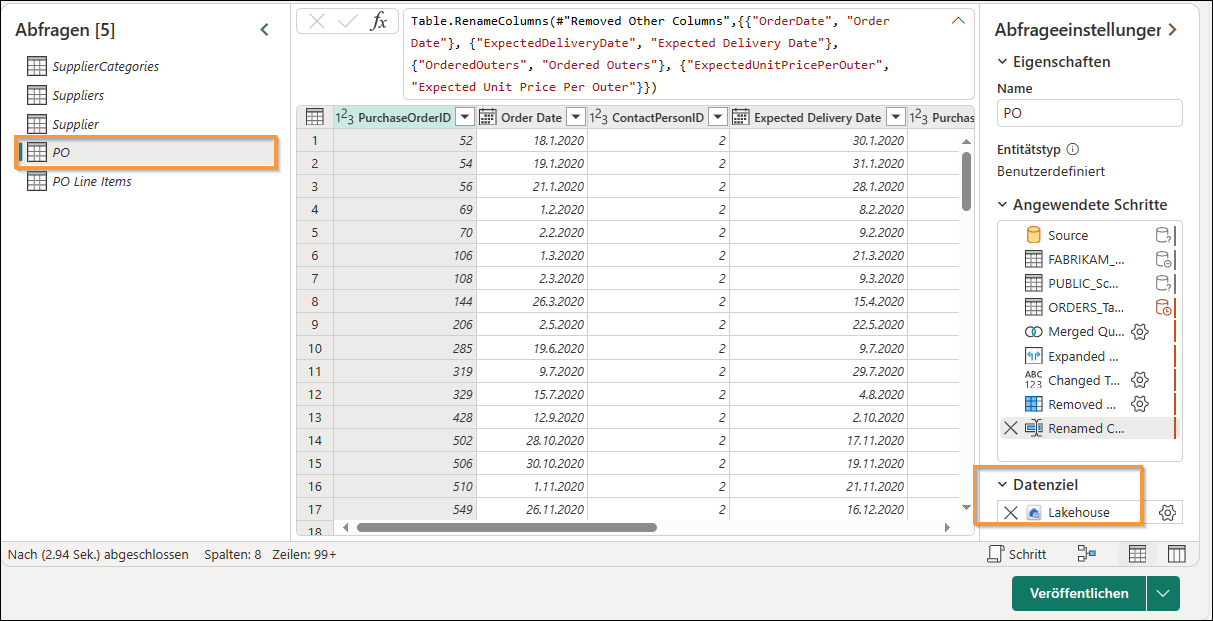 Abfragen [5]
SupplierCategories
Suppliers
Supplier
PO
PO Line Items
fx
Table.RenameColumns(#"Removed Other Columns",{{"OrderDate", "Order
Date"}, {"ExpectedDeliveryDate", "Expected Delivery Date"},
{"OrderedOuters", "Ordered Outers"}, {"ExpectedUnitPricePerOuter",
"Expected Unit Price Per Outer"}})
1²3 PurchaseOrderID Order Date 1²3 ContactPersonID Expected Delivery Date 1²3 Purchas
1 52 18.1.2020 2 30.1.2020
2 54 19.1.2020 2 31.1.2020
3 56 21.1.2020 2 28.1.2020
4 69 1.2.2020 2 8.2.2020
5 70 2.2.2020 2 9.2.2020
6 106 1.3.2020 2 21.3.2020
7 108 2.3.2020 2 9.3.2020
8 144 26.3.2020 2 15.4.2020
9 206 2.5.2020 2 22.5.2020
10 285 19.6.2020 2 9.7.2020
11 319 9.7.2020 2 29.7.2020
12 329 15.7.2020 2 4.8.2020
13 428 12.9.2020 2 2.10.2020
14 502 28.10.2020 2 17.11.2020
15 506 30.10.2020 2 19.11.2020
16 510 1.11.2020 2 21.11.2020
17 549 26.11.2020 2 16.12.2020
18
Abfrageeinstellunger
Eigenschaften
Name
PO
Entitätstyp
Benutzerdefiniert
Angewendete Schritte
Source
FABRIKAM_...
PUBLIC_Sc...
ORDERS_Ta...
Merged Qu...
Expanded ...
ABC
123 Changed T...
Removed ...
Renamed C...
Datenziel
Lakehouse
Nach (2.94 Sek.) abgeschlossen Spalten: 8 Zeilen: 99+
Schritt
Veröffentlichen